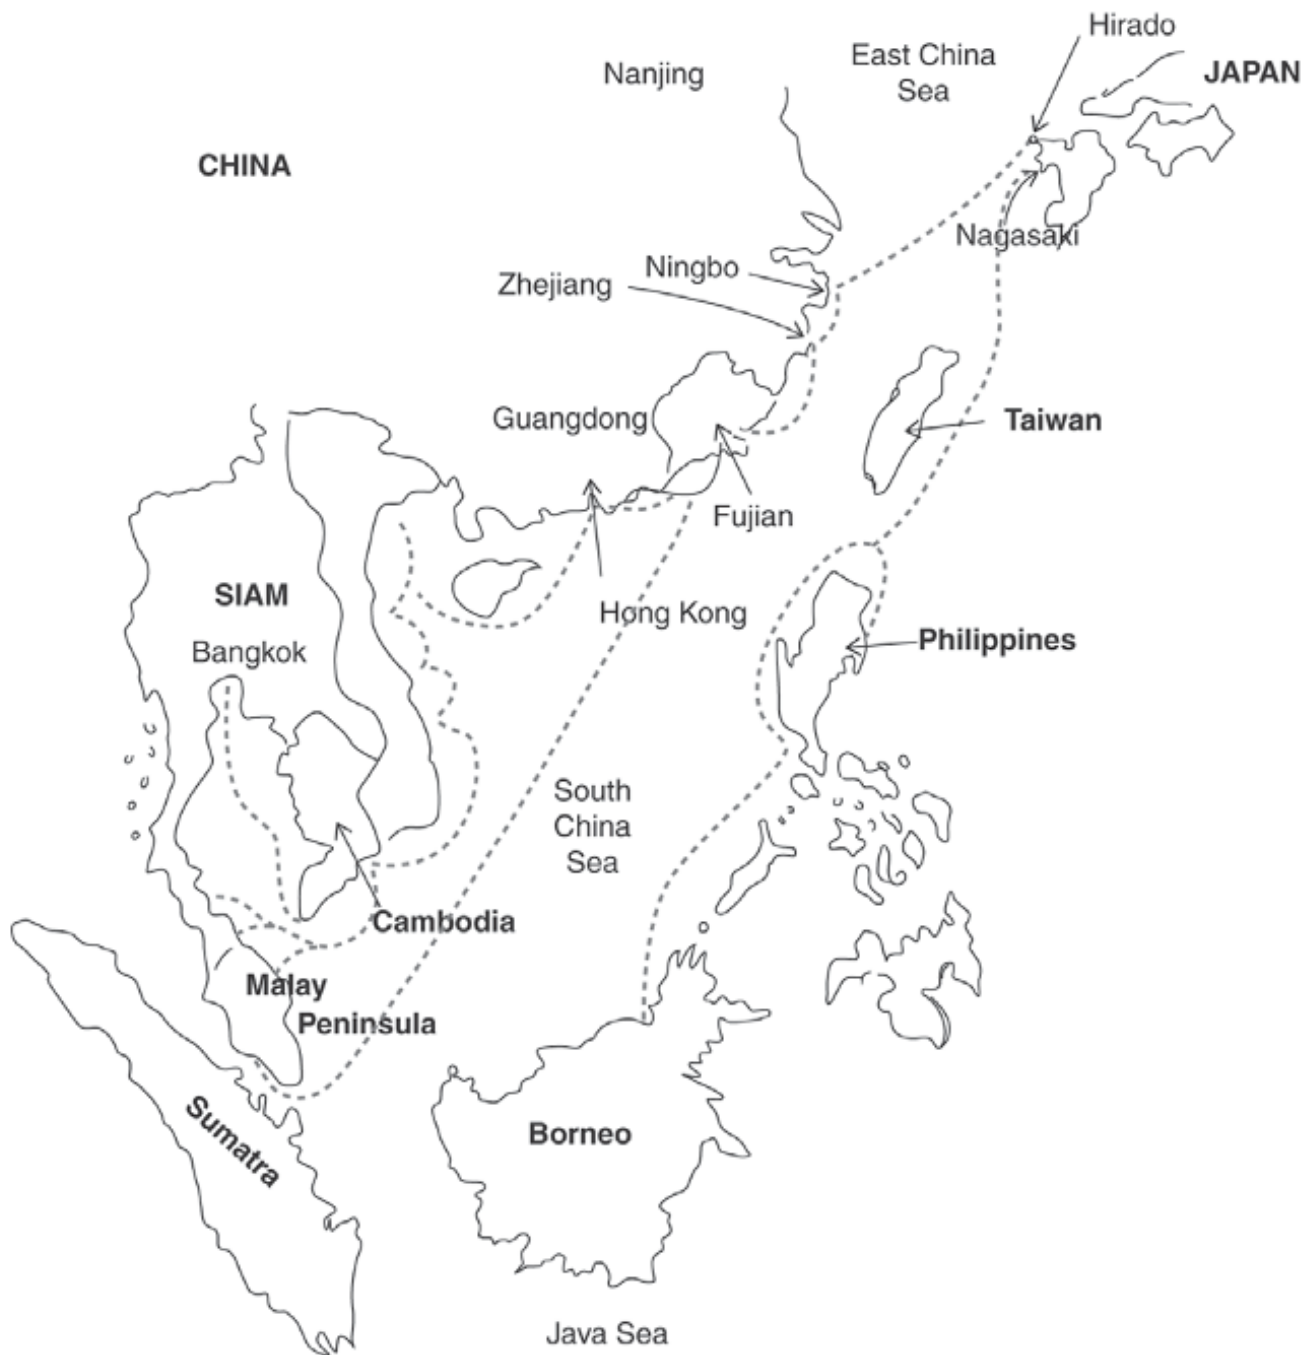 Hirado
East China
Sea
JAPAN
Nanjing
CHINA
Nagasaki
Ningbo
Zhejiang
Guangdong
Taiwan
Fujian
SIAM
Hong Kong
Bangkok
Philippines
South
China
Sea
Cambodia
Malay
Peninsula
Sumatra
Borneo
Java Sea